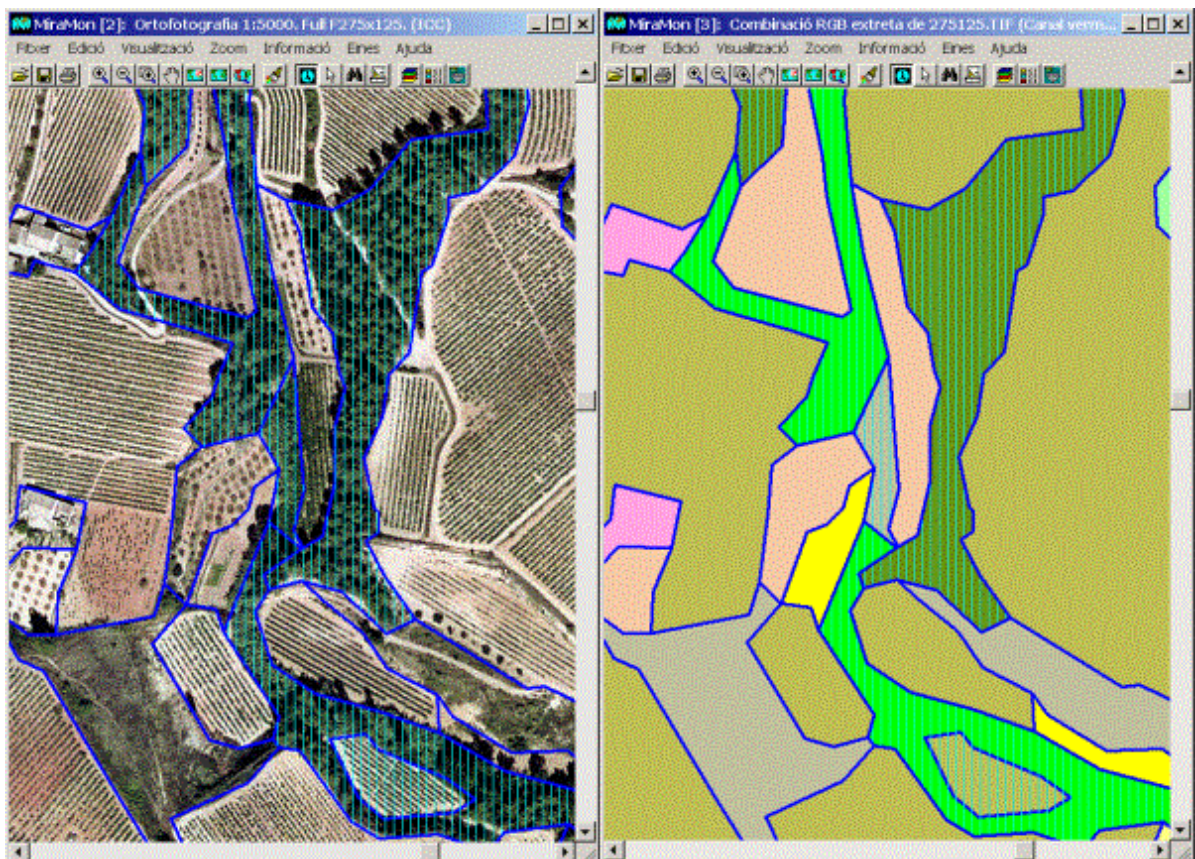 MiraMon [2]: Ortofotografia 1:5000. Full F275x125. (ICC)
Fitxer Edició Visualització Zoom Informació Eines Ajuda
MiraMon [3]: Combinació RGB extreta de 275125.TIF (Canal verm...
Fitxer Edició Visualització Zoom Informació Eines Ajuda